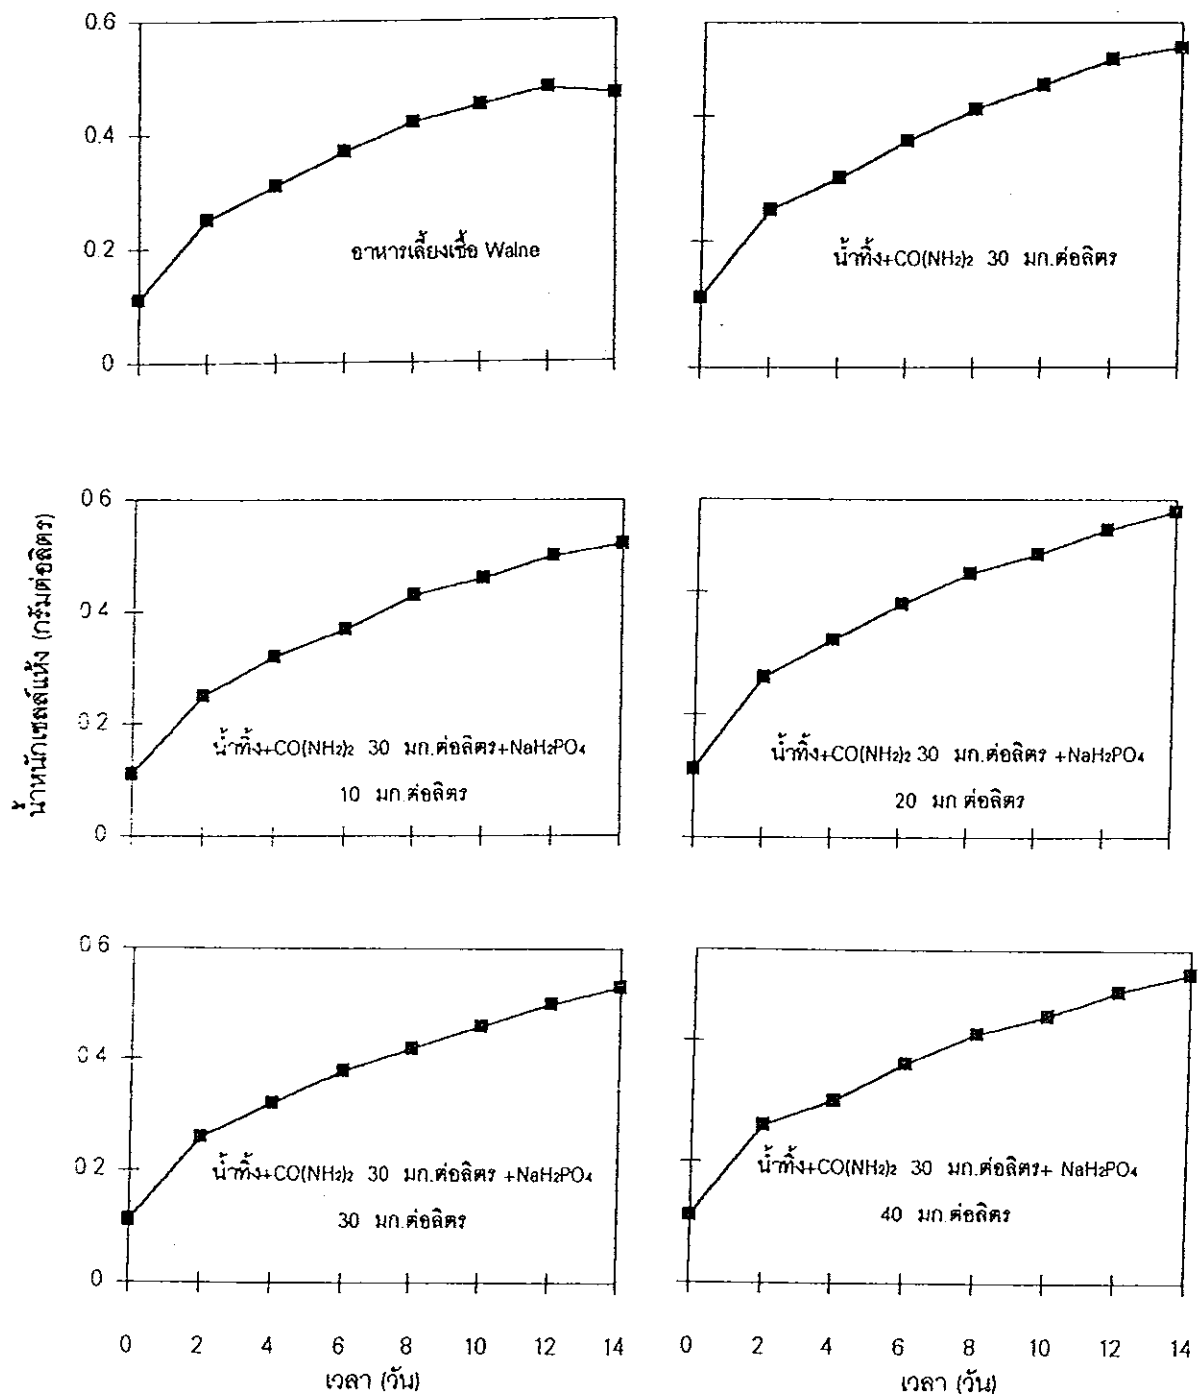 0.6
0.4
0.2
0
อาหารเลี้ยงเชื้อ Walne
น้ำทิ้ง+CO(NH₂)₂ 30 มก.ต่อลิตร
น้ำหนักเซลล์แห้ง (กรัมต่อลิตร)
0.6
0.4
0.2
0
น้ำทิ้ง+CO(NH₂)₂ 30 มก.ต่อลิตร+NaH₂PO₄
10 มก.ต่อลิตร
น้ำทิ้ง+CO(NH₂)₂ 30 มก.ต่อลิตร +NaH₂PO₄
20 มก ต่อลิตร
0.6
0.4
0.2
0
น้ำทิ้ง+CO(NH₂)₂ 30 มก.ต่อลิตร +NaH₂PO₄
30 มก.ต่อลิตร
น้ำทิ้ง+CO(NH₂)₂ 30 มก.ต่อลิตร+ NaH₂PO₄
40 มก.ต่อลิตร
0 2 4 6 8 10 12 14
เวลา (วัน)
0 2 4 6 8 10 12 14
เวลา (วัน)